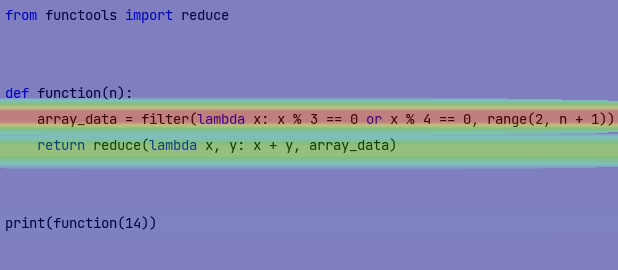 from functools import reduce
def function(n):
    array_data = filter(lambda x: x % 3 == 0 or x % 4 == 0, range(2, n + 1))
    return reduce(lambda x, y: x + y, array_data)
print(function(14))